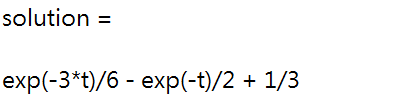 solution =
exp(-3*t)/6 - exp(-t)/2 + 1/3